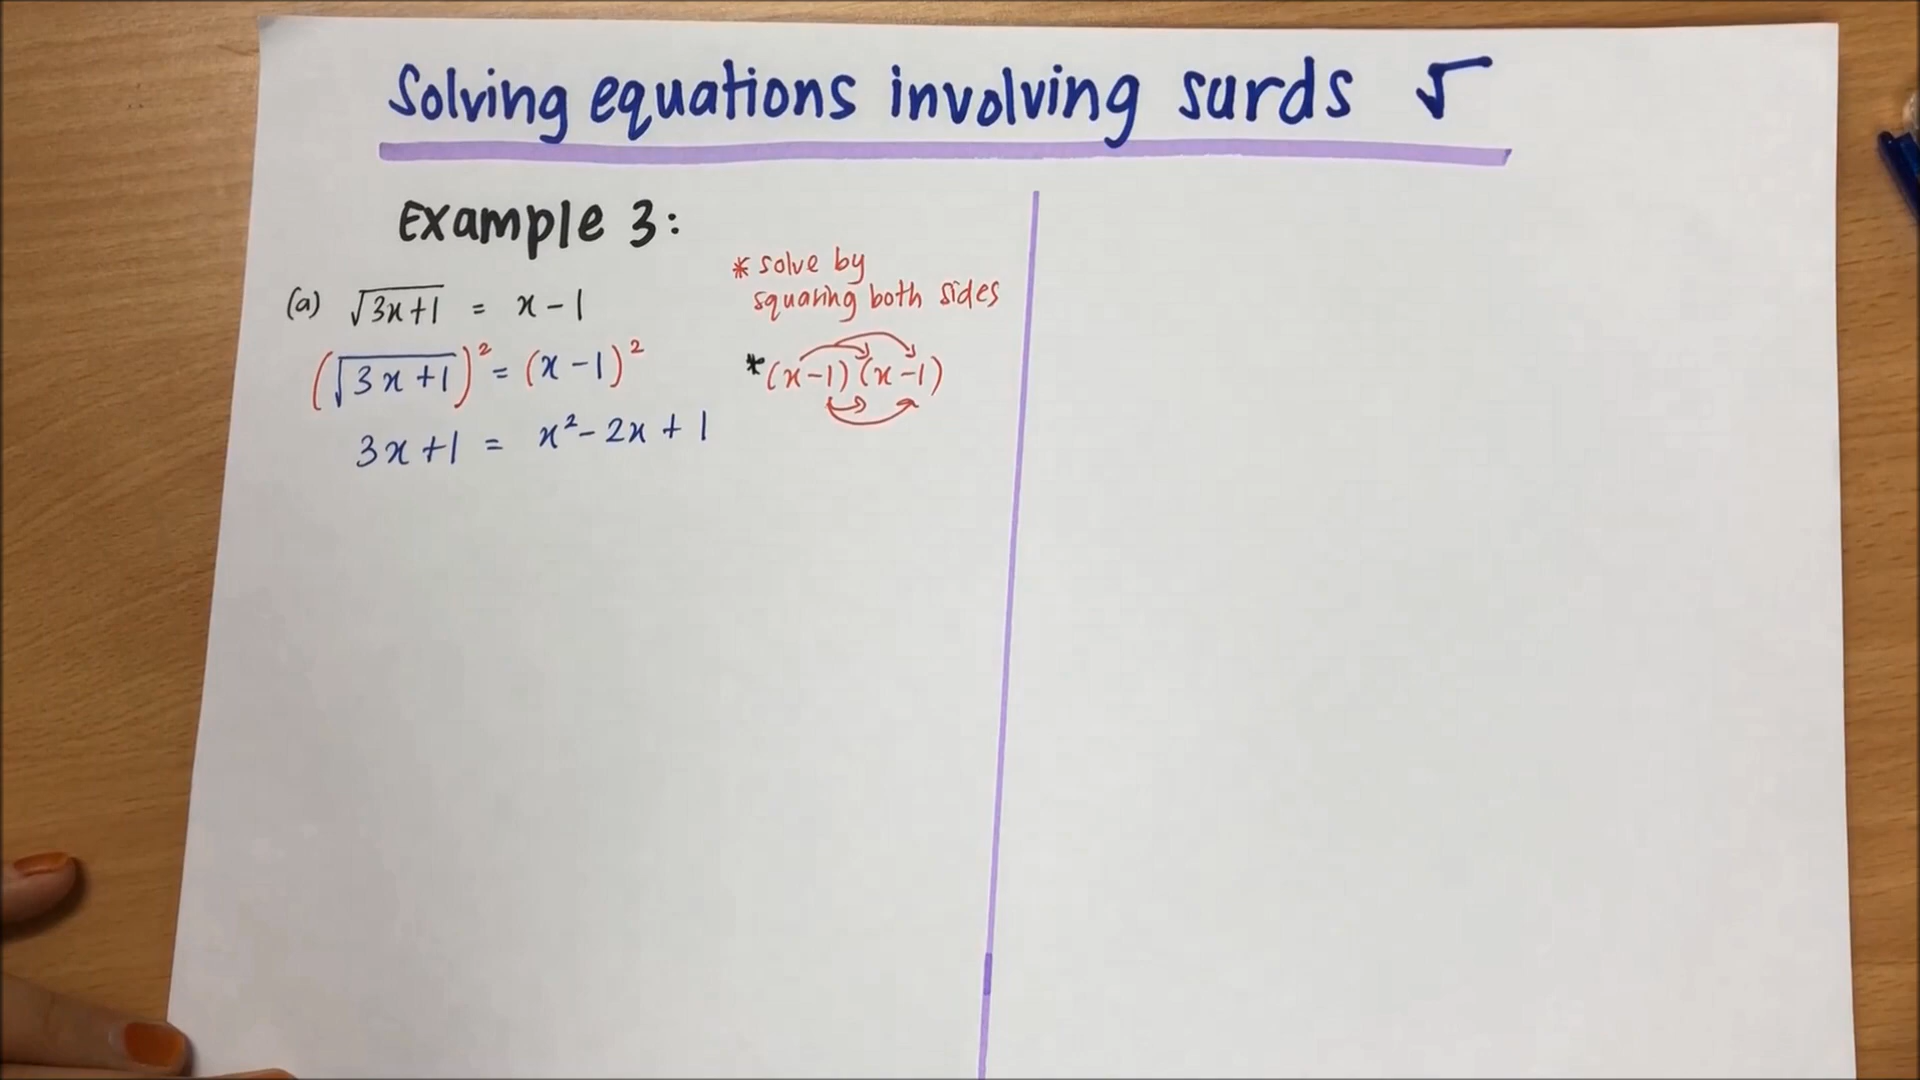 Solving equations involving surds √
Example 3:
(a) √3x+1 = x-1
(√3x+1)² = (x-1)²
3x+1 = x²-2x+1
* solve by
squaring both sides
*(x-1)(x-1)